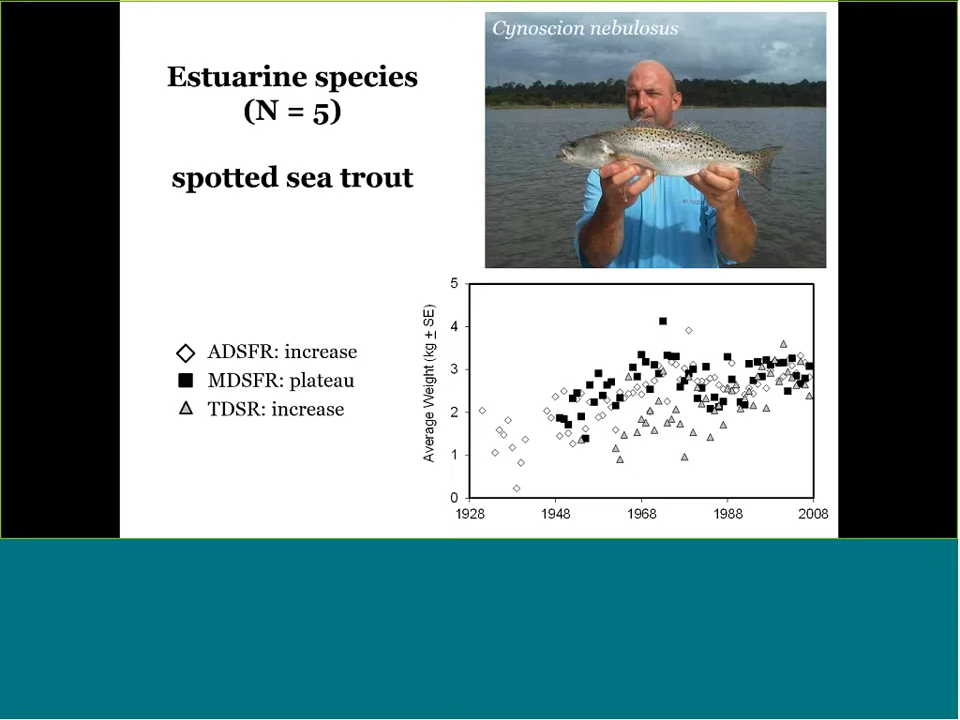 Estuarine species
(N = 5)
spotted sea trout
Cynoscion nebulosus
ADSFR: increase
MDSFR: plateau
TDSR: increase
Average Weight (kg ± SE)
5
4
3
2
1
0
1928 1948 1968 1988 2008